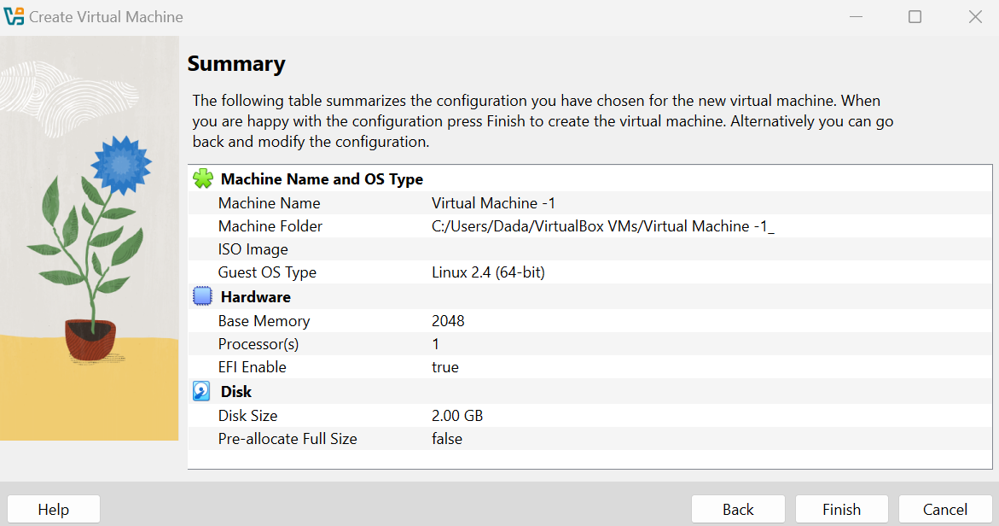 Create Virtual Machine
Summary
The following table summarizes the configuration you have chosen for the new virtual machine. When
you are happy with the configuration press Finish to create the virtual machine. Alternatively you can go
back and modify the configuration.
Machine Name and OS Type
Machine Name Virtual Machine -1
Machine Folder C:/Users/Dada/VirtualBox VMs/Virtual Machine -1_
ISO Image
Guest OS Type Linux 2.4 (64-bit)
Hardware
Base Memory 2048
Processor(s) 1
EFI Enable true
Disk
Disk Size 2.00 GB
Pre-allocate Full Size false
Help Back Finish Cancel